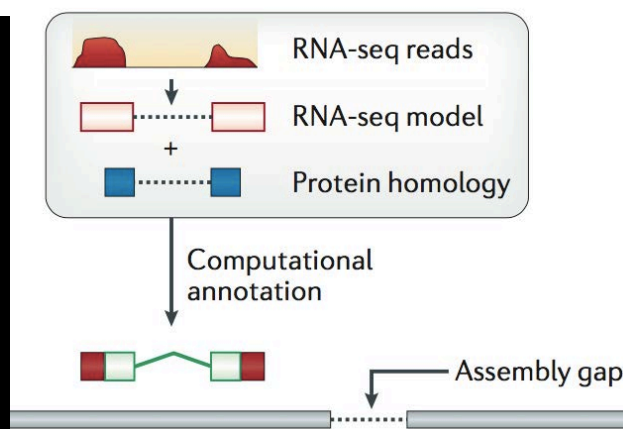 RNA-seq reads
RNA-seq model
+
Protein homology
Computational
annotation
Assembly gap